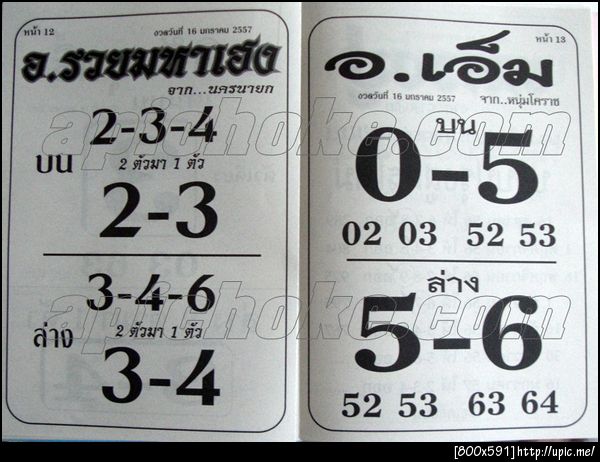 หน้า 12
งวดวันที่ 16 มกราคม 2557
อ.รวยมหาเฮง
จาก...นครนายก
2-3-4
บน
2 ตัวมา 1 ตัว
2-3
3-4-6
ล่าง
2 ตัวมา 1 ตัว
3-4
หน้า 13
อ.เอ็ม
งวดวันที่ 16 มกราคม 2557
จาก...หนุ่มโคราช
บน
0-5
02 03 52 53
ล่าง
5-6
52 53 63 64
apichoke.com
apichoke.com
[800x591]http://upic.me/